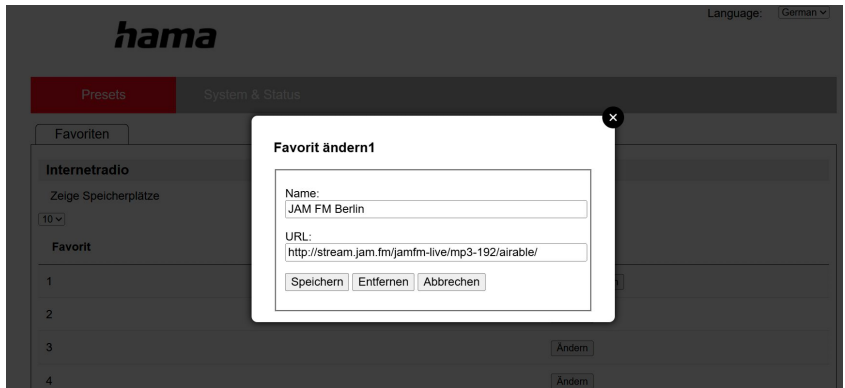 Language: German
hama
Presets System & Status
Favoriten
Favorit ändern1
Internetradio
Name:
Zeige Speicherplätze
JAM FM Berlin
10
URL:
http://stream.jam.fm/jamfm-live/mp3-192/airable/
Favorit
Speichern Entfernen Abbrechen
1
2
3 Ändern
4 Ändern